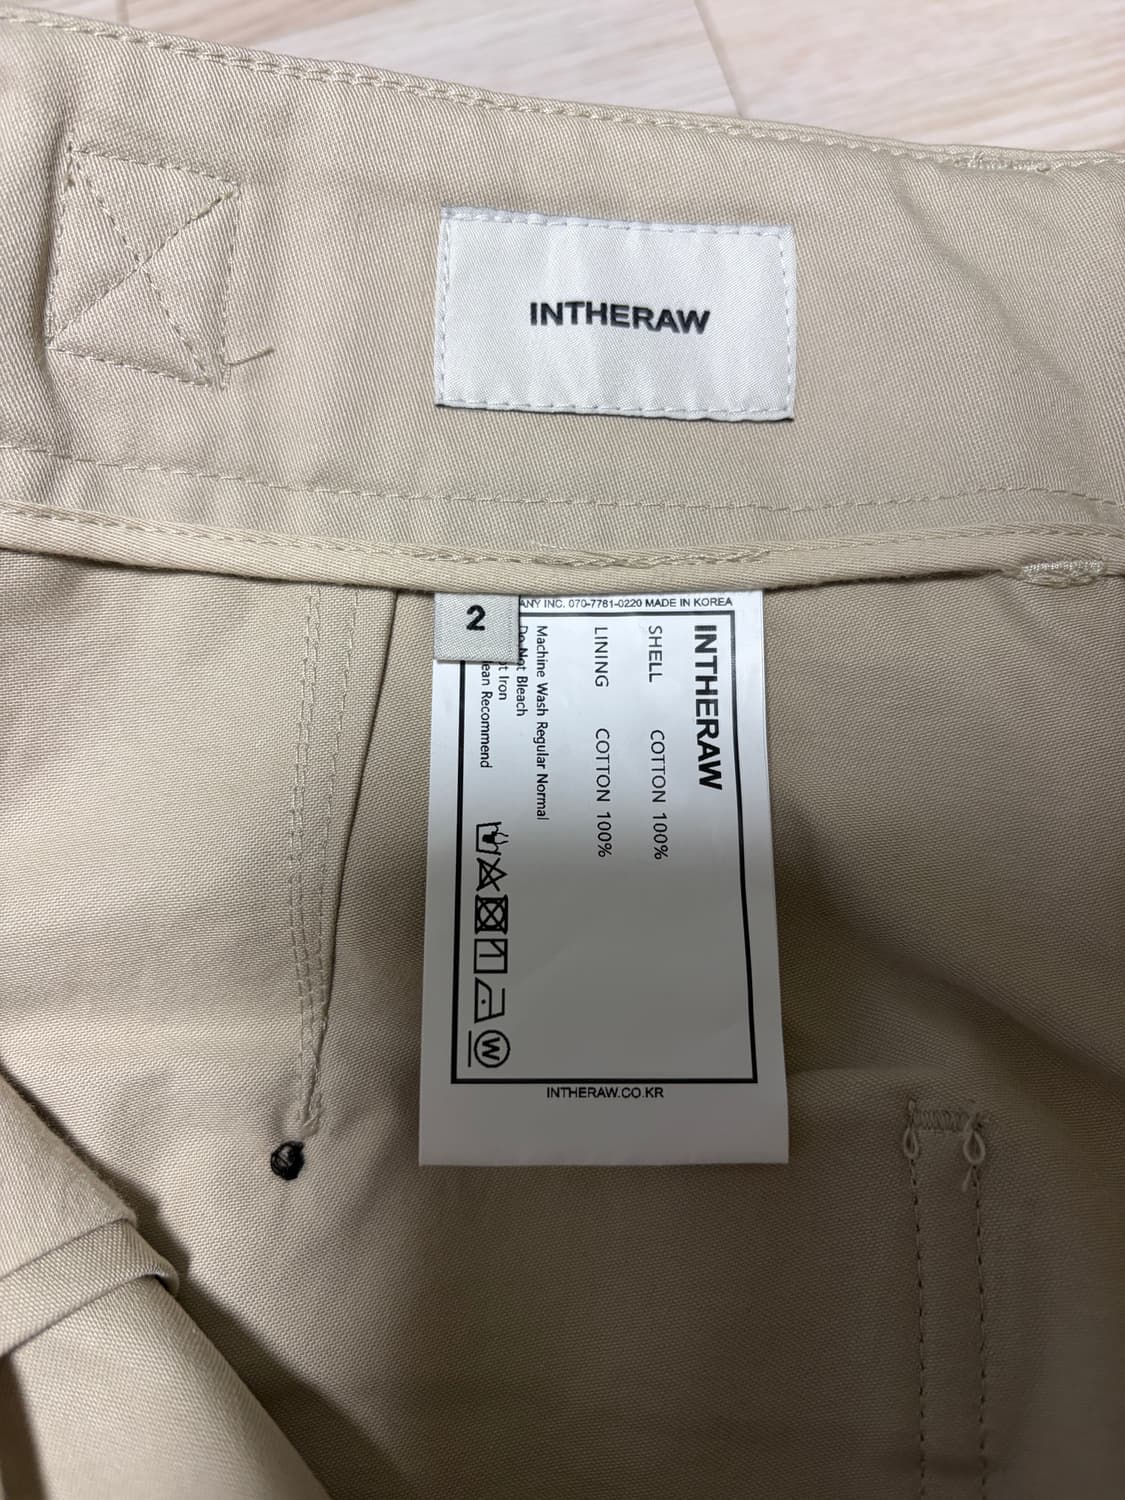 INTHERAW
2
ANY INC. 070-7781-0220 MADE IN KOREA
INTHERAW
SHELL COTTON 100%
LINING COTTON 100%
Machine Wash Regular Normal
Do Not Bleach
Iron
Recommend
W
INTHERAW.CO.KR